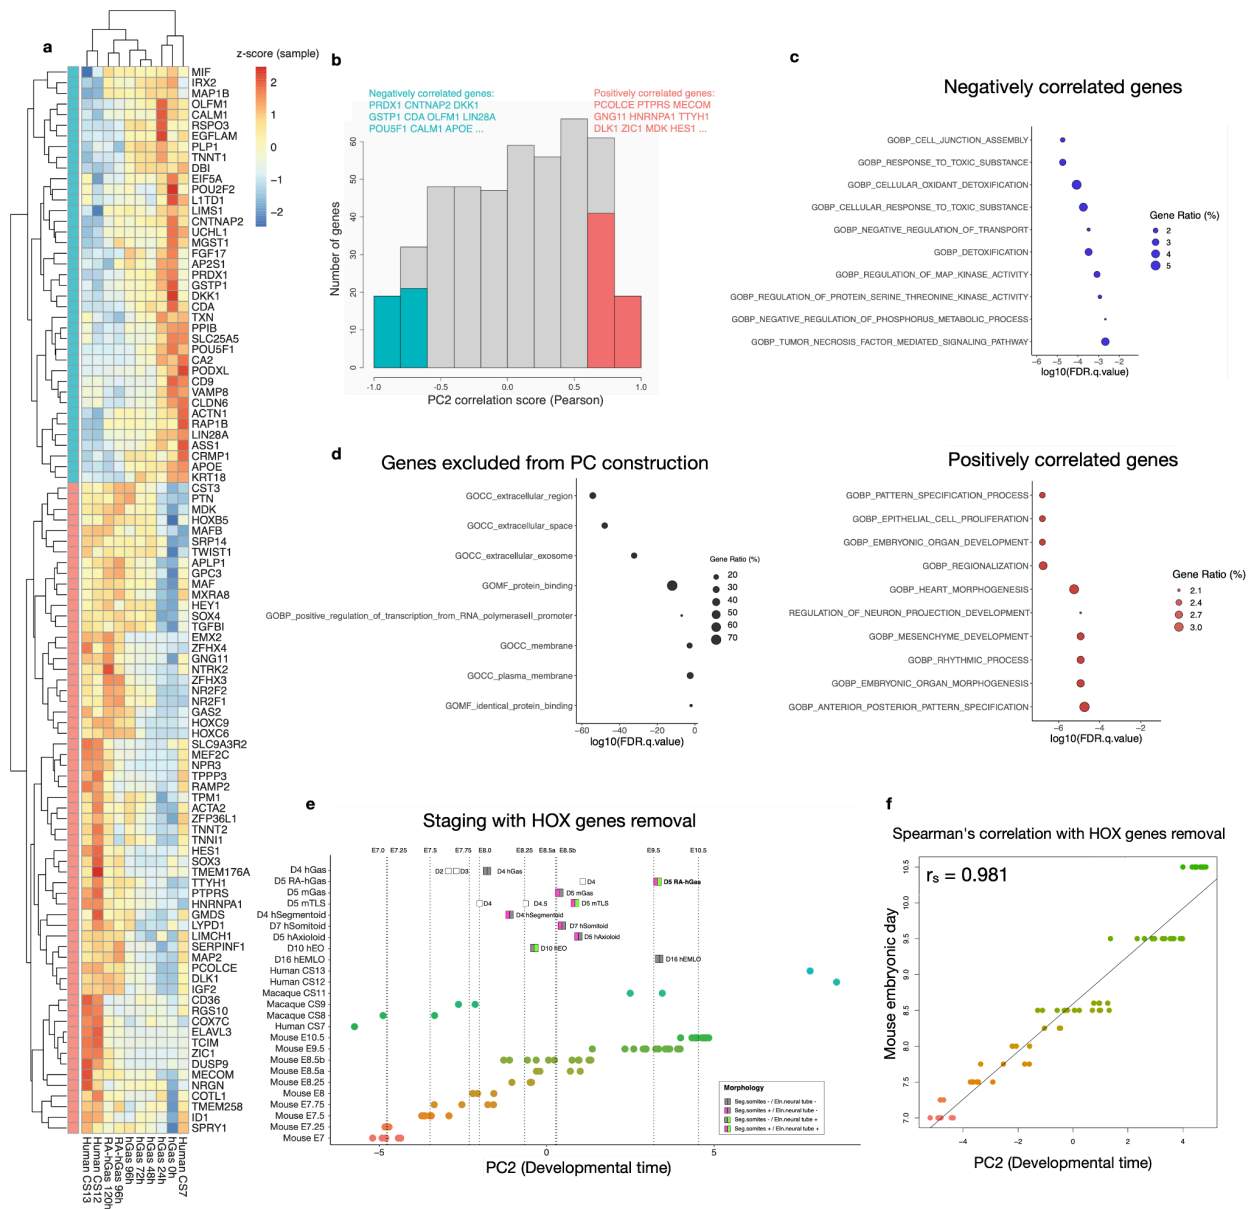 a
z-score (sample)
2
1
0
−1
−2
MIF
IRX2
MAP1B
OLFM1
CALM1
RSPO3
EGFLAM
PLP1
TNNT1
DBI
EIF5A
POU2F2
L1TD1
LIMS1
CNTNAP2
UCHL1
MGST1
FGF17
AP2S1
PRDX1
GSTP1
DKK1
CDA
TXN
PPIB
SLC25A5
POU5F1
CA2
PODXL
CD9
VAMP8
CLDN6
ACTN1
RAP1B
LIN28A
ASS1
CRMP1
APOE
KRT18
CST3
PTN
MDK
HOXB5
MAFB
SRP14
TWIST1
APLP1
GPC3
MAF
MXRA8
HEY1
SOX4
TGFBI
EMX2
ZFHX4
GNG11
NTRK2
ZFHX3
NR2F2
NR2F1
GAS2
HOXC9
HOXC6
SLC9A3R2
MEF2C
NPR3
TPPP3
RAMP2
TPM1
ACTA2
ZFP36L1
TNNT2
TNNI1
HES1
SOX3
TMEM176A
TTYH1
PTPRS
HNRNPA1
GMDS
LYPD1
LIMCH1
SERPINF1
MAP2
PCOLCE
DLK1
IGF2
CD36
RGS10
COX7C
ELAVL3
TCIM
ZIC1
DUSP9
MECOM
NRGN
COTL1
TMEM258
ID1
SPRY1
Human CS13
Human CS12
RA-hGas 120h
RA-hGas 96h
hGas 96h
hGas 72h
hGas 48h
hGas 24h
hGas 0h
Human CS7
b
Negatively correlated genes:
PRDX1 CNTNAP2 DKK1
GSTP1 CDA OLFM1 LIN28A
POU5F1 CALM1 APOE ...
Positively correlated genes:
PCOLCE PTPRS MECOM
GNG11 HNRNPA1 TTYH1
DLK1 ZIC1 MDK HES1 ...
Number of genes
0 10 20 30 40 50 60
-1.0 -0.5 0.0 0.5 1.0
PC2 correlation score (Pearson)
c
Negatively correlated genes
GOBP_CELL_JUNCTION_ASSEMBLY
GOBP_RESPONSE_TO_TOXIC_SUBSTANCE
GOBP_CELLULAR_OXIDANT_DETOXIFICATION
GOBP_CELLULAR_RESPONSE_TO_TOXIC_SUBSTANCE
GOBP_NEGATIVE_REGULATION_OF_TRANSPORT
GOBP_DETOXIFICATION
GOBP_REGULATION_OF_MAP_KINASE_ACTIVITY
GOBP_REGULATION_OF_PROTEIN_SERINE_THREONINE_KINASE_ACTIVITY
GOBP_NEGATIVE_REGULATION_OF_PHOSPHORUS_METABOLIC_PROCESS
GOBP_TUMOR_NECROSIS_FACTOR_MEDIATED_SIGNALING_PATHWAY
-6 -5 -4 -3 -2
log10(FDR.q.value)
Gene Ratio (%)
2
3
4
5
d
Genes excluded from PC construction
GOCC_extracellular_region
GOCC_extracellular_space
GOCC_extracellular_exosome
GOMF_protein_binding
GOBP_positive_regulation_of_transcription_from_RNA_polymeraseII_promoter
GOCC_membrane
GOCC_plasma_membrane
GOMF_identical_protein_binding
-60 -40 -20 0
log10(FDR.q.value)
Gene Ratio (%)
20
30
40
50
60
70
Positively correlated genes
GOBP_PATTERN_SPECIFICATION_PROCESS
GOBP_EPITHELIAL_CELL_PROLIFERATION
GOBP_EMBRYONIC_ORGAN_DEVELOPMENT
GOBP_REGIONALIZATION
GOBP_HEART_MORPHOGENESIS
REGULATION_OF_NEURON_PROJECTION_DEVELOPMENT
GOBP_MESENCHYME_DEVELOPMENT
GOBP_RHYTHMIC_PROCESS
GOBP_EMBRYONIC_ORGAN_MORPHOGENESIS
GOBP_ANTERIOR_POSTERIOR_PATTERN_SPECIFICATION
-6 -4 -2
log10(FDR.q.value)
Gene Ratio (%)
2.1
2.4
2.7
3.0
e
Staging with HOX genes removal
E7.0 E7.25 E7.5 E7.75 E8.0 E8.25 E8.5a E8.5b E9.5 E10.5
D4 hGas
D5 RA-hGas
D5 mGas
D5 mTLS
D4 hSegmentoid
D7 hSomitoid
D5 hAxioloid
D10 hEO
D16 hEMLO
Human CS13
Human CS12
Macaque CS11
Macaque CS9
Macaque CS8
Human CS7
Mouse E10.5
Mouse E9.5
Mouse E8.5b
Mouse E8.5a
Mouse E8.25
Mouse E8
Mouse E7.75
Mouse E7.5
Mouse E7.25
Mouse E7
D2 D3 D4 hGas
D4 D5 RA-hGas
D5 mGas
D4 D4.5 D5 mTLS
D4 hSegmentoid
D7 hSomitoid
D5 hAxioloid
D10 hEO
D16 hEMLO
Morphology
Seg.somites - / Eln.neural tube -
Seg.somites + / Eln.neural tube -
Seg.somites - / Eln.neural tube +
Seg.somites + / Eln.neural tube +
−5 0 5
PC2 (Developmental time)
f
Spearman's correlation with HOX genes removal
rs = 0.981
Mouse embryonic day
10.5
10.0
9.5
9.0
8.5
8.0
7.5
7.0
-4 -2 0 2 4
PC2 (Developmental time)